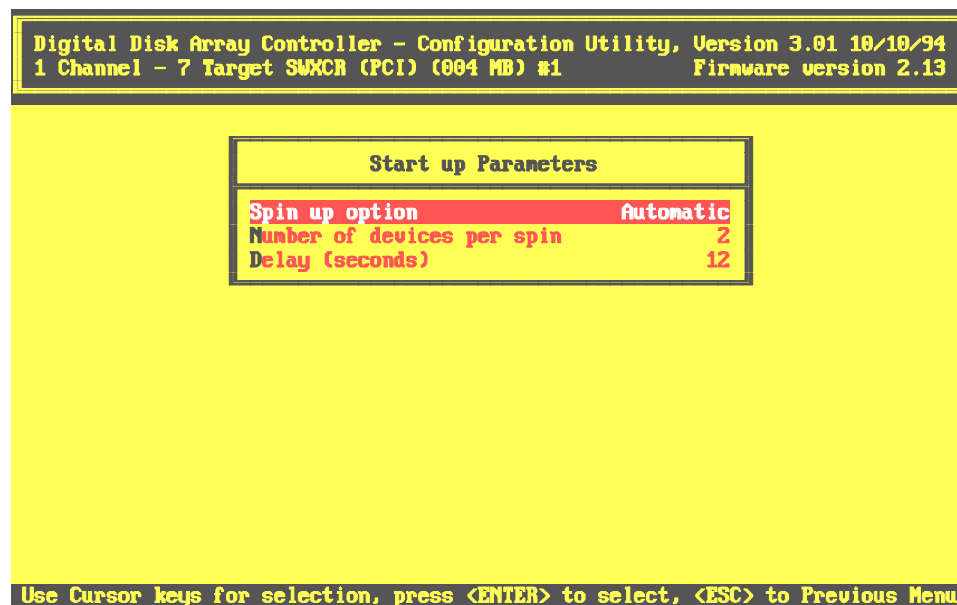 Digital Disk Array Controller - Configuration Utility, Version 3.01 10/10/94
1 Channel - 7 Target SWXCR (PCI) (004 MB) #1 Firmware version 2.13
Start up Parameters
Spin up option Automatic
Number of devices per spin 2
Delay (seconds) 12
Use Cursor keys for selection, press <ENTER> to select, <ESC> to Previous Menu